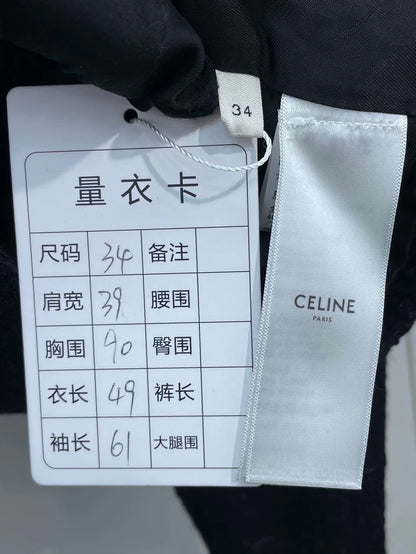 34
量衣卡
尺码 34 备注
肩宽 39 腰围
胸围 90 臀围
衣长 49 裤长
袖长 61 大腿围
CELINE
PARIS